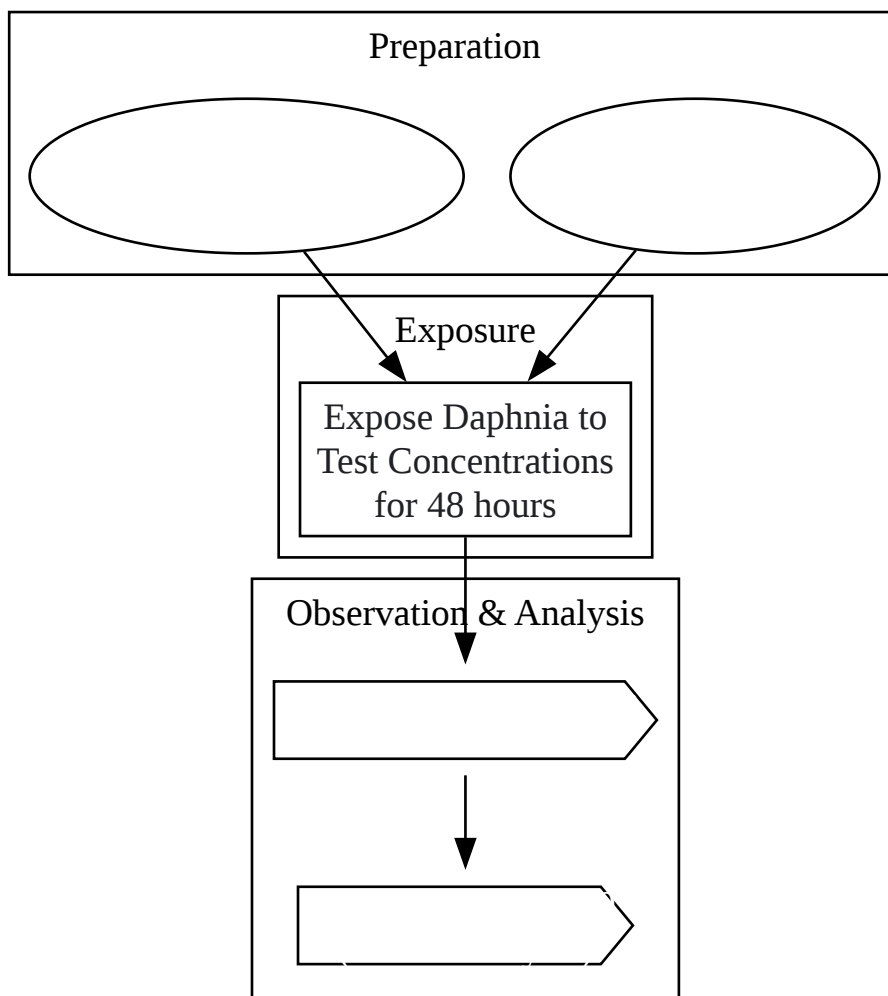 Preparation
Exposure
Expose Daphnia to
Test Concentrations
for 48 hours
Observation & Analysis